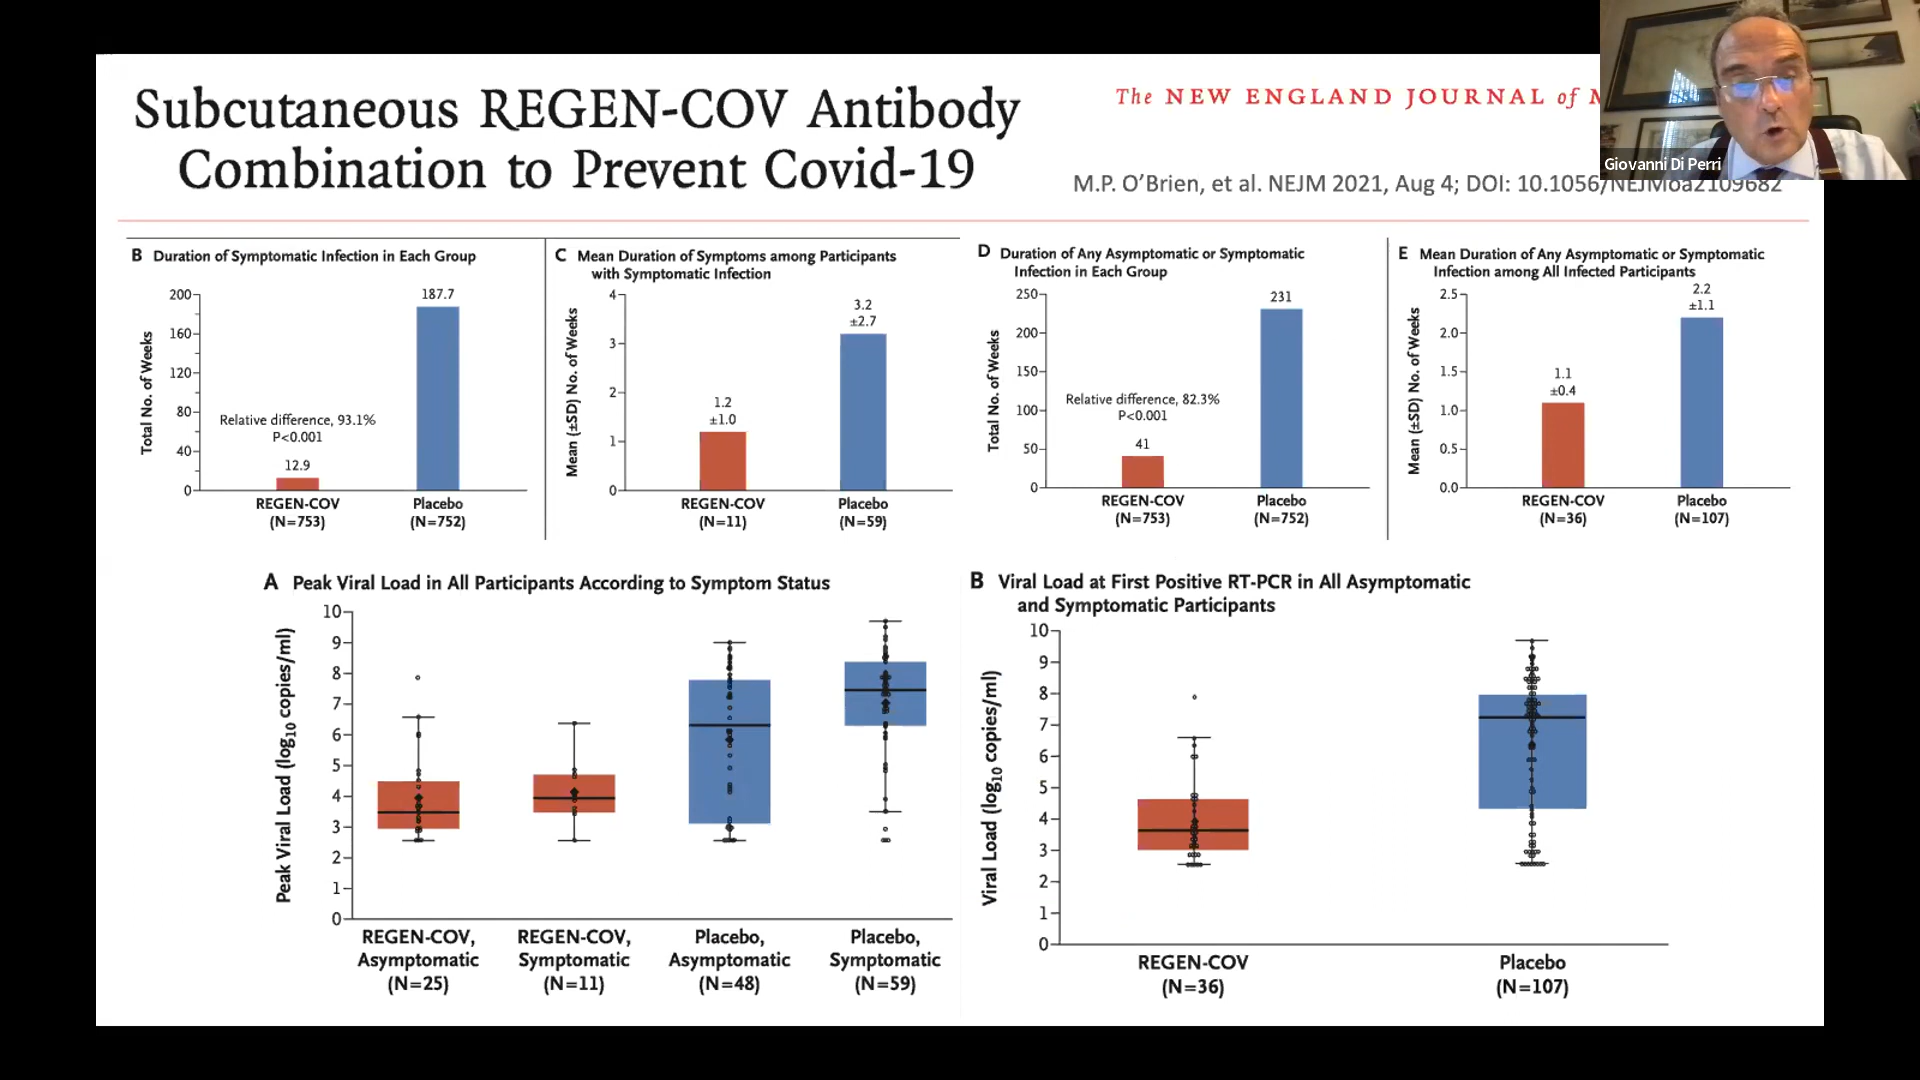 Subcutaneous REGEN-COV Antibody
Combination to Prevent Covid-19
The NEW ENGLAND JOURNAL of
M.P. O'Brien, et al. NEJM 2021, Aug 4; DOI: 10.1056/NEJMoa2109682
Giovanni Di Perri
B Duration of Symptomatic Infection in Each Group
Total No. of Weeks
200
160
120
80
40
0
187.7
Relative difference, 93.1%
P<0.001
12.9
REGEN-COV
(N=753)
Placebo
(N=752)
C Mean Duration of Symptoms among Participants
with Symptomatic Infection
Mean (±SD) No. of Weeks
4
3
2
1
0
3.2
±2.7
1.2
±1.0
REGEN-COV
(N=11)
Placebo
(N=59)
D Duration of Any Asymptomatic or Symptomatic
Infection in Each Group
Total No. of Weeks
250
200
150
100
50
0
231
Relative difference, 82.3%
P<0.001
41
REGEN-COV
(N=753)
Placebo
(N=752)
E Mean Duration of Any Asymptomatic or Symptomatic
Infection among All Infected Participants
Mean (±SD) No. of Weeks
2.5
2.0
1.5
1.0
0.5
0.0
2.2
±1.1
1.1
±0.4
REGEN-COV
(N=36)
Placebo
(N=107)
A Peak Viral Load in All Participants According to Symptom Status
Peak Viral Load (log10 copies/ml)
10
9
8
7
6
5
4
3
2
1
0
REGEN-COV,
Asymptomatic
(N=25)
REGEN-COV,
Symptomatic
(N=11)
Placebo,
Asymptomatic
(N=48)
Placebo,
Symptomatic
(N=59)
B Viral Load at First Positive RT-PCR in All Asymptomatic
and Symptomatic Participants
Viral Load (log10 copies/ml)
10
9
8
7
6
5
4
3
2
1
0
REGEN-COV
(N=36)
Placebo
(N=107)